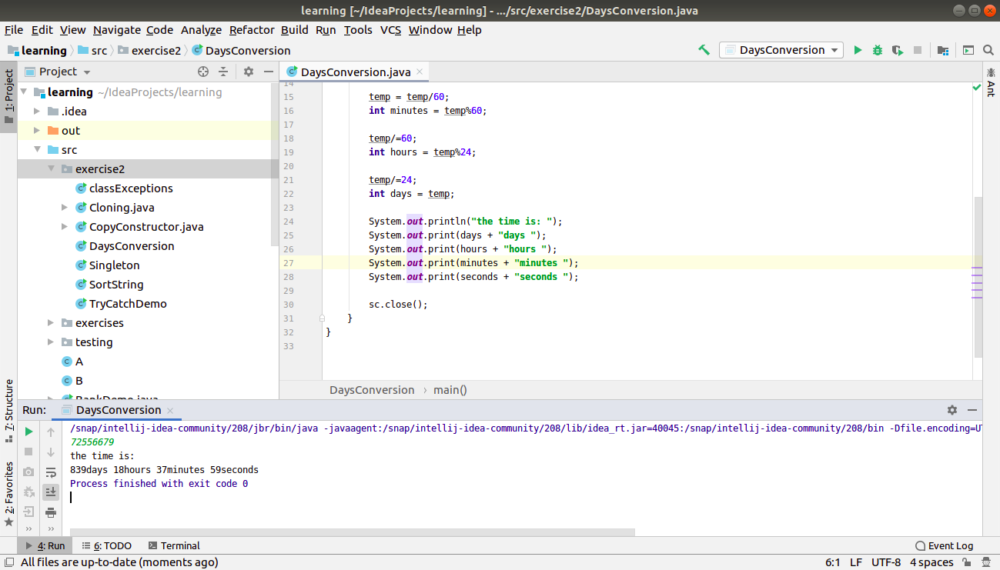 learning [~/IdeaProjects/learning] - .../src/exercise2/DaysConversion.java
File Edit View Navigate Code Analyze Refactor Build Run Tools VCS Window Help
learning src exercise2 DaysConversion
DaysConversion
1: Project
Project
learning ~/IdeaProjects/learning
.idea
out
src
exercise2
classExceptions
Cloning.java
CopyConstructor.java
DaysConversion
Singleton
SortString
TryCatchDemo
exercises
testing
A
B
BankDemo.java
DaysConversion.java
14
15 temp = temp/60;
16 int minutes = temp%60;
17
18 temp/=60;
19 int hours = temp%24;
20
21 temp/=24;
22 int days = temp;
23
24 System.out.println("the time is: ");
25 System.out.print(days + "days ");
26 System.out.print(hours + "hours ");
27 System.out.print(minutes + "minutes ");
28 System.out.print(seconds + "seconds ");
29
30 sc.close();
31 }
32 }
33
DaysConversion › main()
Ant
7: Structure
2: Favorites
Run: DaysConversion
/snap/intellij-idea-community/208/jbr/bin/java -javaagent:/snap/intellij-idea-community/208/lib/idea_rt.jar=40045:/snap/intellij-idea-community/208/bin -Dfile.encoding=UT
72556679
the time is:
839days 18hours 37minutes 59seconds
Process finished with exit code 0
4: Run 6: TODO Terminal Event Log
All files are up-to-date (moments ago) 6:1 LF UTF-8 4 spaces